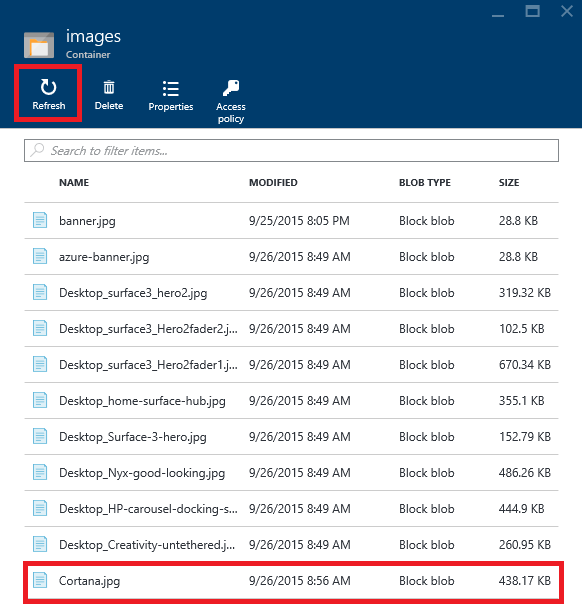 images
Container
Refresh Delete Properties Access policy
Search to filter items...
NAME MODIFIED BLOB TYPE SIZE
banner.jpg 9/25/2015 8:05 PM Block blob 28.8 KB
azure-banner.jpg 9/26/2015 8:49 AM Block blob 28.8 KB
Desktop_surface3_hero2.jpg 9/26/2015 8:49 AM Block blob 319.32 KB
Desktop_surface3_Hero2fader2.j... 9/26/2015 8:49 AM Block blob 102.5 KB
Desktop_surface3_Hero2fader1.j... 9/26/2015 8:49 AM Block blob 670.34 KB
Desktop_home-surface-hub.jpg 9/26/2015 8:49 AM Block blob 355.1 KB
Desktop_Surface-3-hero.jpg 9/26/2015 8:49 AM Block blob 152.79 KB
Desktop_Nyx-good-looking.jpg 9/26/2015 8:49 AM Block blob 486.26 KB
Desktop_HP-carousel-docking-s... 9/26/2015 8:49 AM Block blob 444.9 KB
Desktop_Creativity-untethered.j... 9/26/2015 8:49 AM Block blob 260.95 KB
Cortana.jpg 9/26/2015 8:56 AM Block blob 438.17 KB